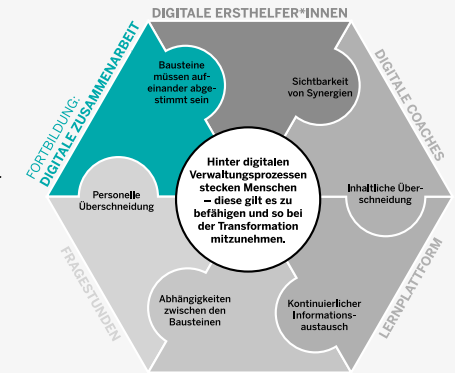 DIGITALE ERSTHELFER*INNEN
FORTBILDUNG:
DIGITALE ZUSAMMENARBEIT
DIGITALE COACHES
Bausteine
müssen auf-
einander abge-
stimmt sein
Sichtbarkeit
von Synergien
Hinter digitalen
Verwaltungsprozessen
stecken Menschen
– diese gilt es zu
befähigen und so bei
der Transformation
mitzunehmen.
Personelle
Überschneidung
Inhaltliche Über-
schneidung
Abhängigkeiten
zwischen den
Bausteinen
Kontinuierlicher
Informations-
austausch
FRAGESTUNDEN
LERNPLATTFORM